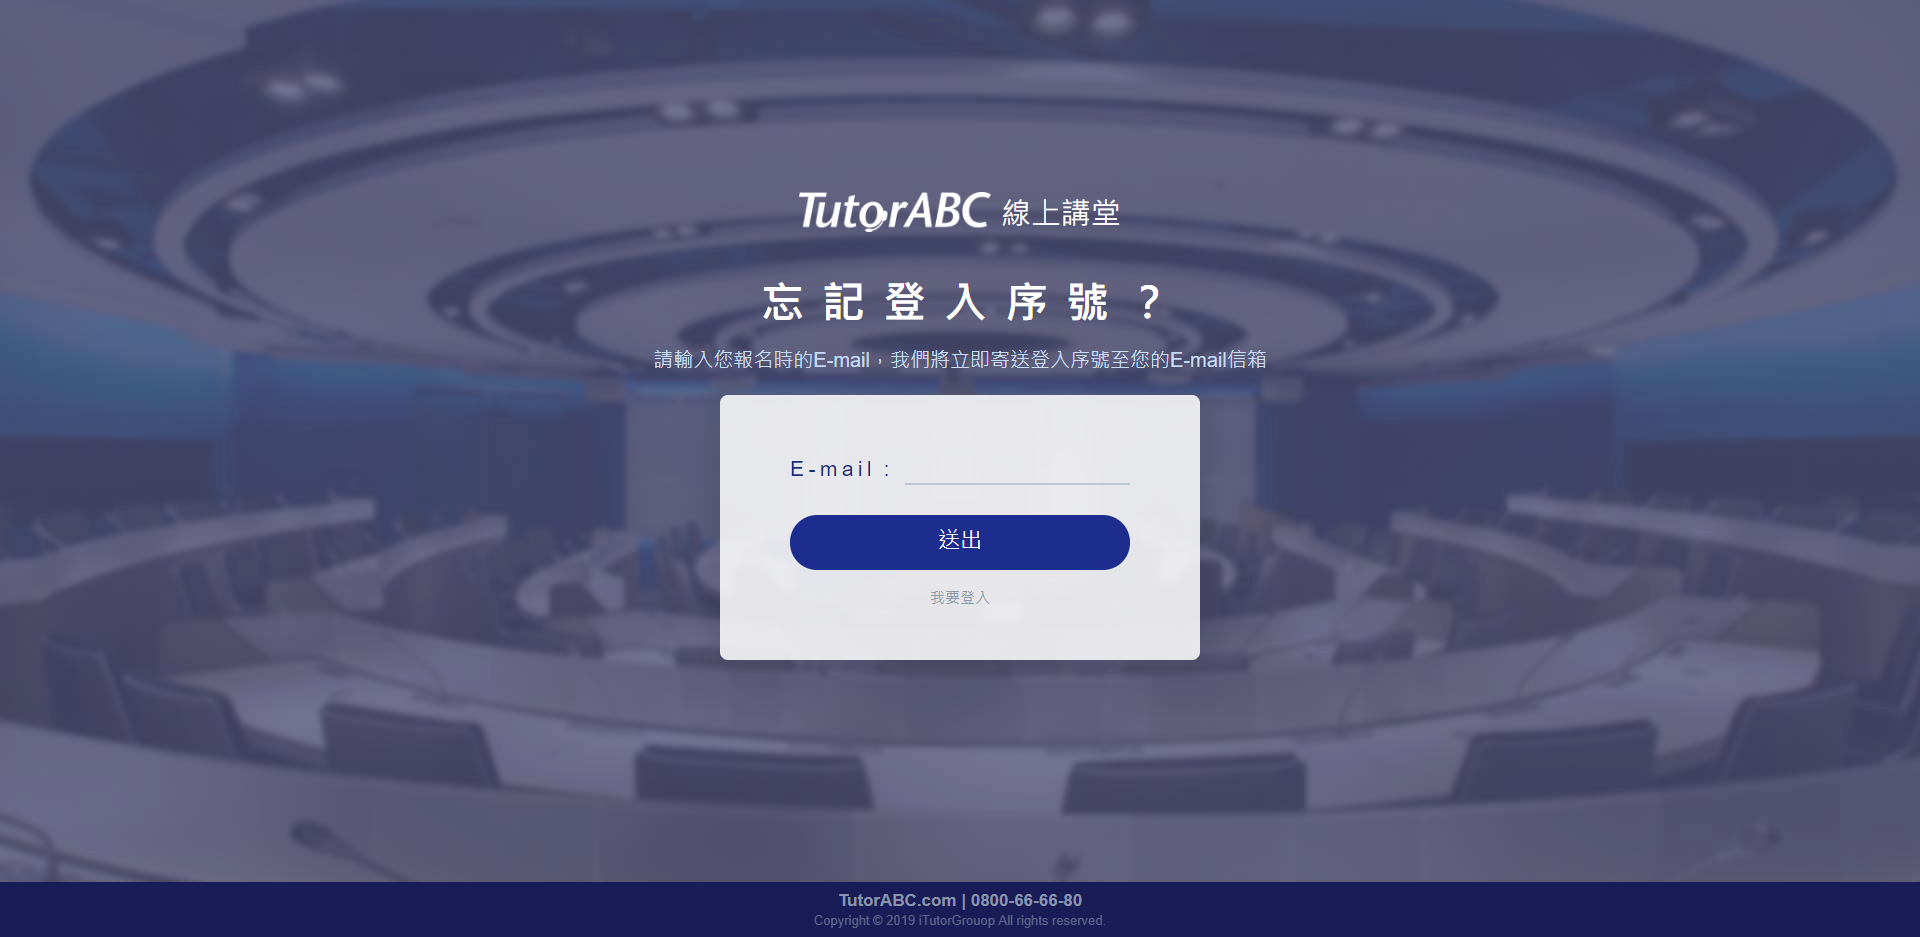 TutorABC 線上講堂
忘記登入序號？
請輸入您報名時的E-mail，我們將立即寄送登入序號至您的E-mail信箱
E-mail :
送出
我要登入
TutorABC.com | 0800-66-66-80
Copyright © 2019 iTutorGrouop All rights reserved.